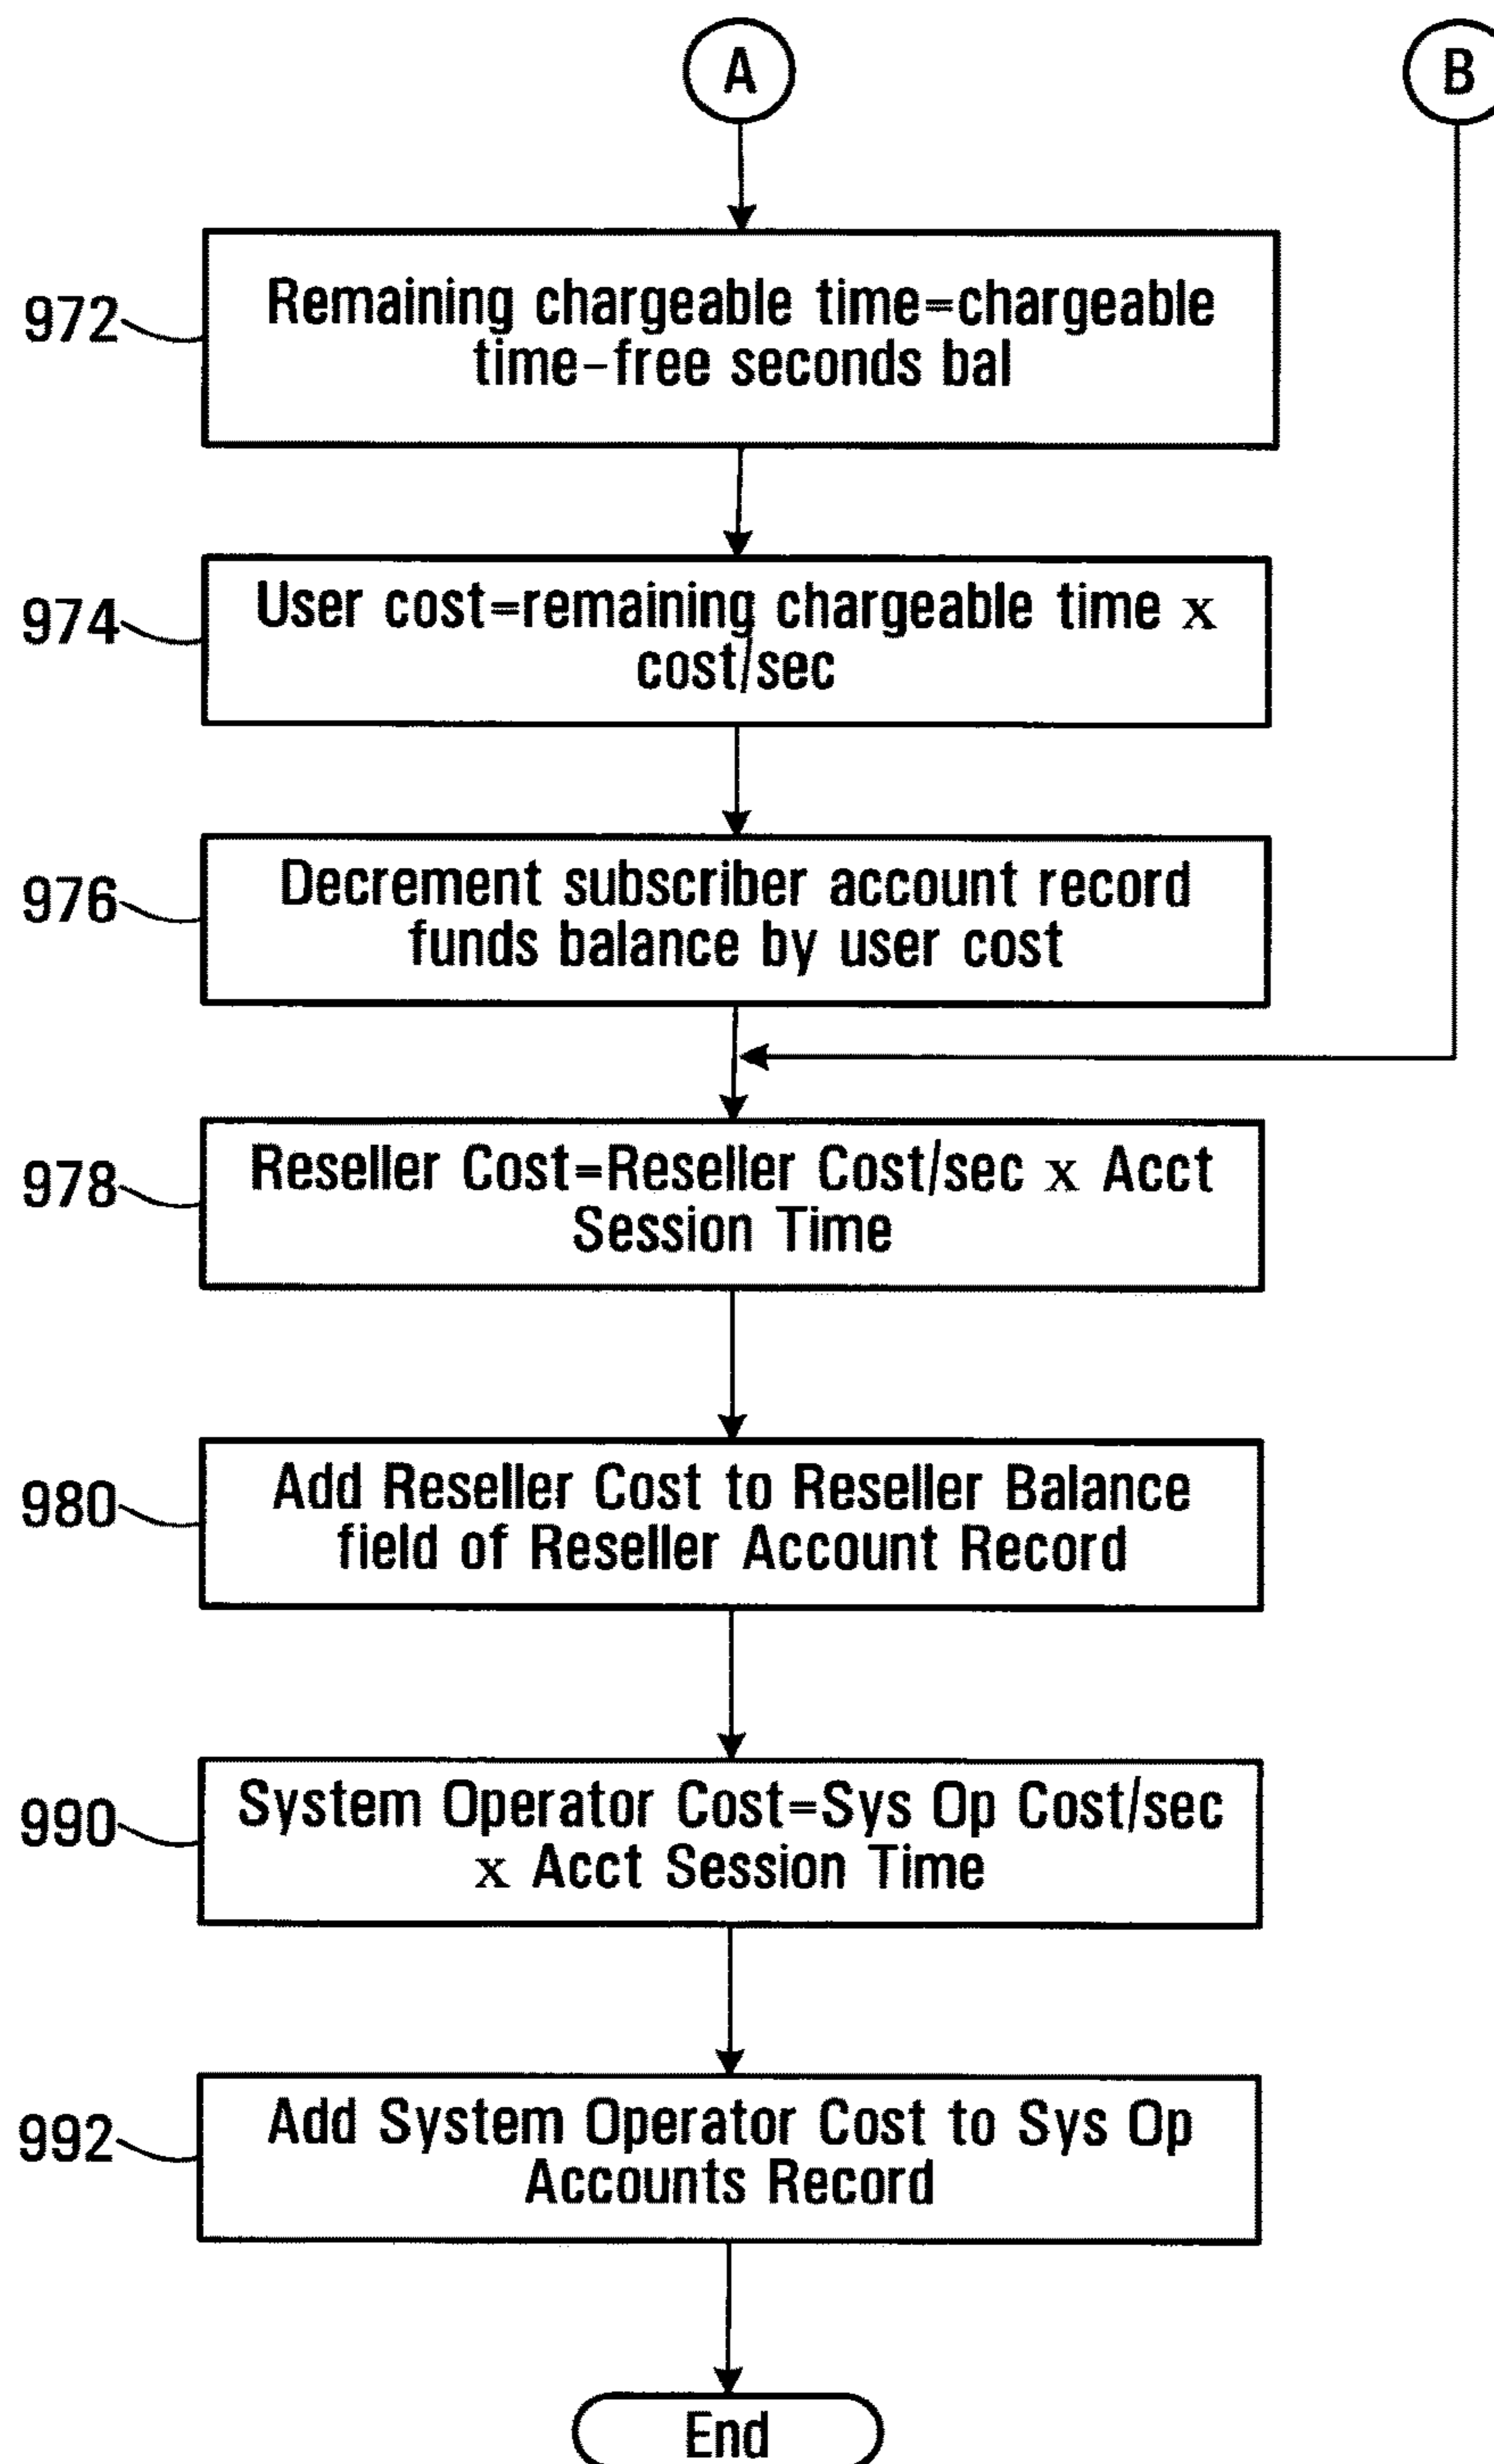 A
B
972
Remaining chargeable time=chargeable
time-free seconds bal
974
User cost=remaining chargeable time x
cost/sec
976
Decrement subscriber account record
funds balance by user cost
978
Reseller Cost=Reseller Cost/sec x Acct
Session Time
980
Add Reseller Cost to Reseller Balance
field of Reseller Account Record
990
System Operator Cost=Sys Op Cost/sec
x Acct Session Time
992
Add System Operator Cost to Sys Op
Accounts Record
End